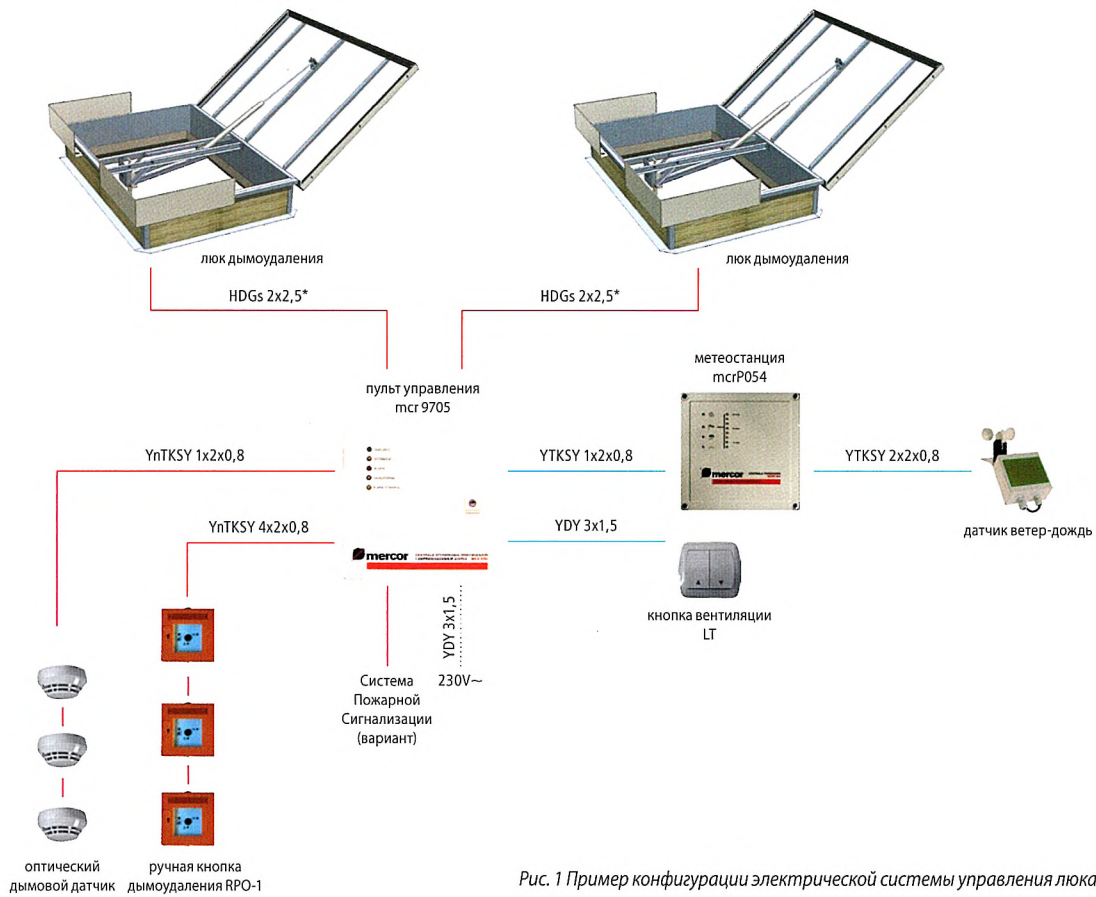 люк дымоудаления
люк дымоудаления
HDGs 2x2,5*
HDGs 2x2,5*
метеостанция
mcrP054
пульт управления
mcr 9705
YnTKSY 1x2x0,8
YTKSY 1x2x0,8
mercor
YTKSY 2x2x0,8
YnTKSY 4x2x0,8
YDY 3x1,5
датчик ветер-дождь
mercor
кнопка вентиляции
LT
YDY 3x1,5
Система
Пожарной
Сигнализации
(вариант)
230V~
оптический
дымовой датчик
ручная кнопка
дымоудаления RPO-1
Рис. 1 Пример конфигурации электрической системы управления люка